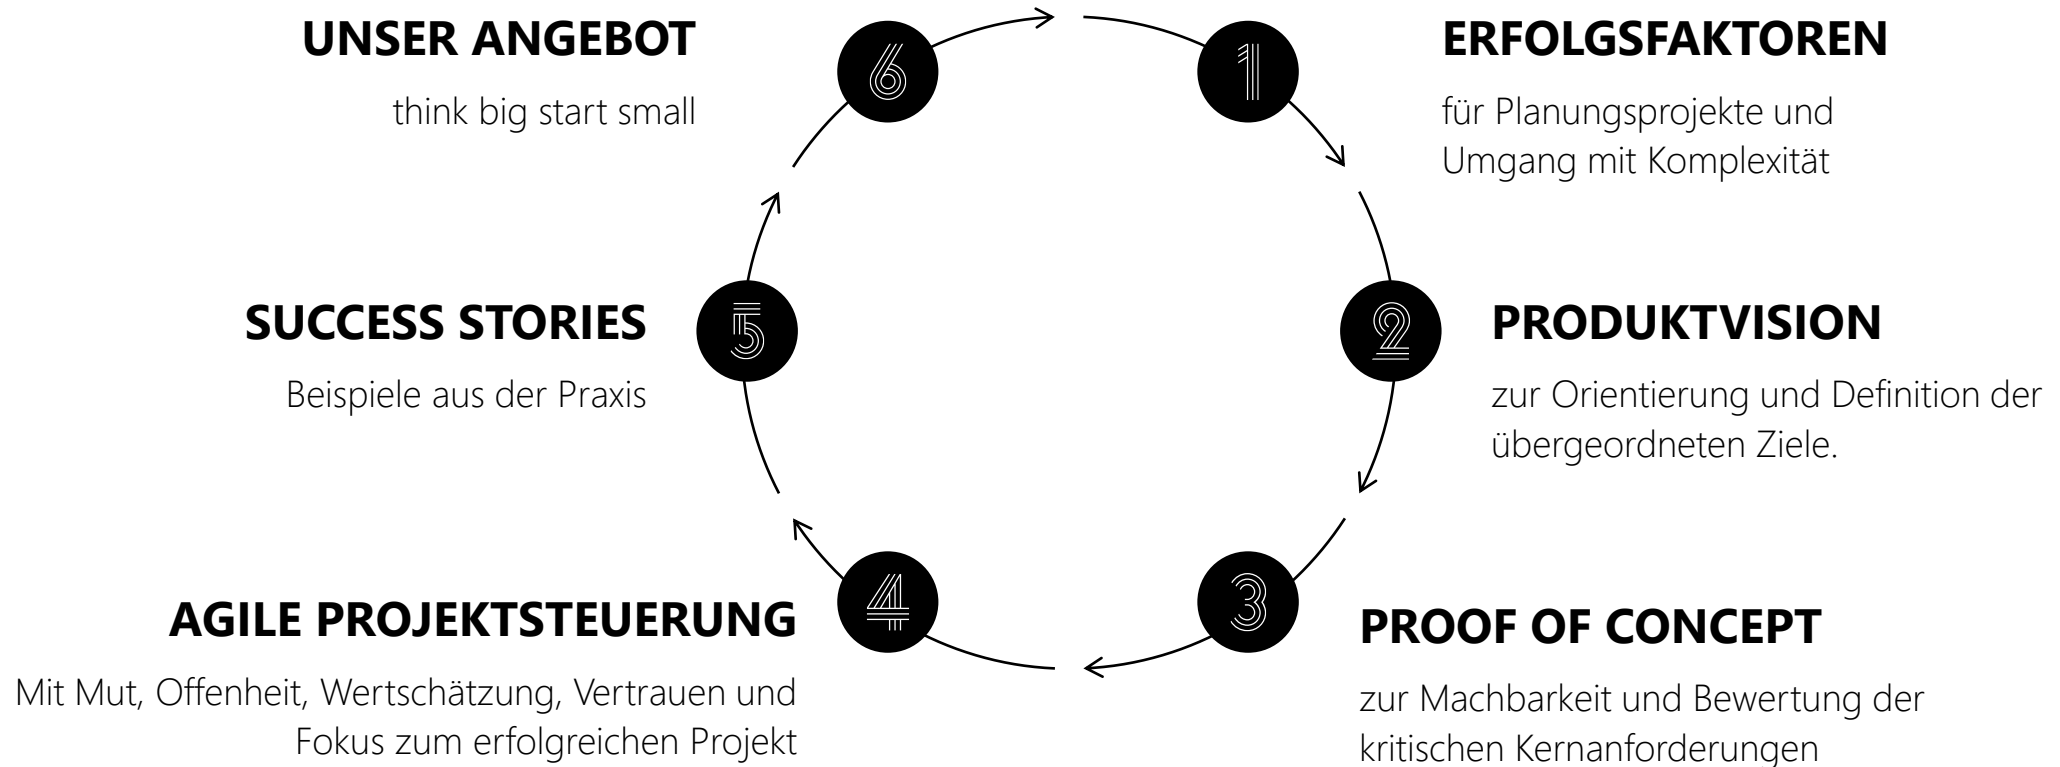 1
ERFOLGSFAKTOREN
für Planungsprojekte und
Umgang mit Komplexität
2
PRODUKTVISION
zur Orientierung und Definition der
übergeordneten Ziele.
3
PROOF OF CONCEPT
zur Machbarkeit und Bewertung der
kritischen Kernanforderungen
4
AGILE PROJEKTSTEUERUNG
Mit Mut, Offenheit, Wertschätzung, Vertrauen und
Fokus zum erfolgreichen Projekt
5
SUCCESS STORIES
Beispiele aus der Praxis
6
UNSER ANGEBOT
think big start small